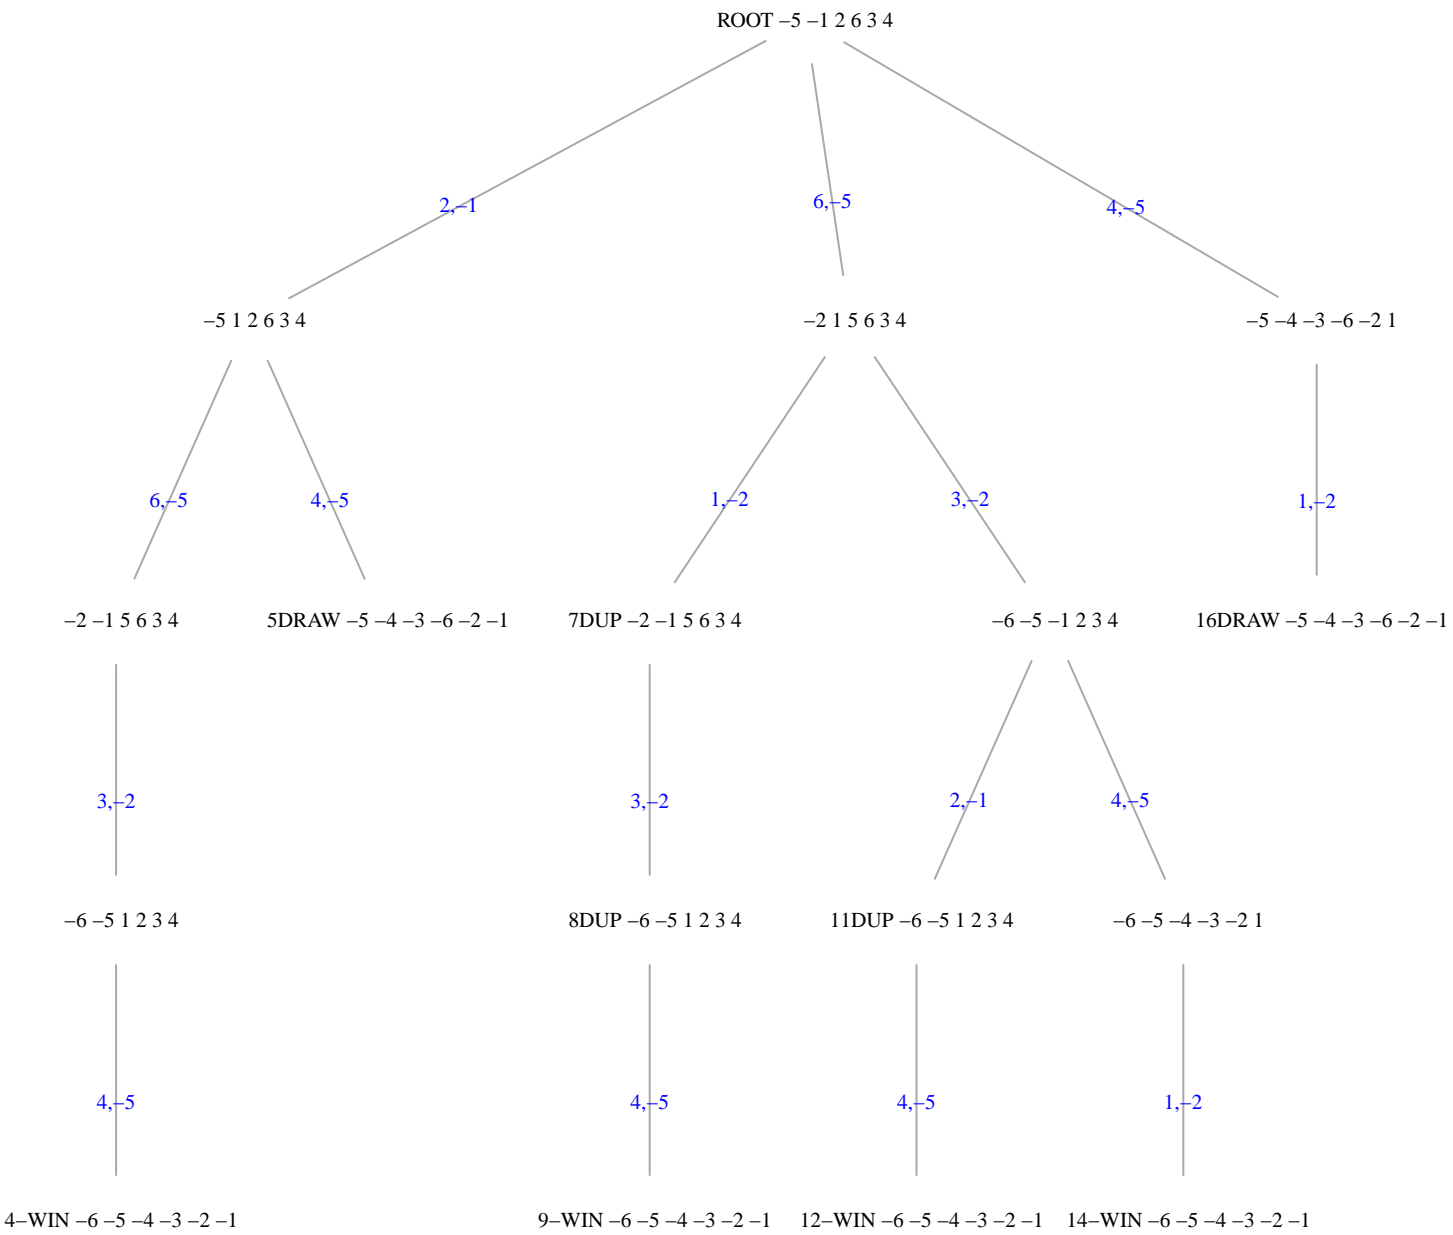 ROOT –5 –1 2 6 3 4
2,–1
6,–5
4,–5
–5 1 2 6 3 4
–2 1 5 6 3 4
–5 –4 –3 –6 –2 1
6,–5
4,–5
1,–2
3,–2
1,–2
–2 –1 5 6 3 4
5DRAW –5 –4 –3 –6 –2 –1
7DUP –2 –1 5 6 3 4
–6 –5 –1 2 3 4
16DRAW –5 –4 –3 –6 –2 –1
3,–2
3,–2
2,–1
4,–5
–6 –5 1 2 3 4
8DUP –6 –5 1 2 3 4
11DUP –6 –5 1 2 3 4
–6 –5 –4 –3 –2 1
4,–5
4,–5
4,–5
1,–2
4–WIN –6 –5 –4 –3 –2 –1
9–WIN –6 –5 –4 –3 –2 –1
12–WIN –6 –5 –4 –3 –2 –1
14–WIN –6 –5 –4 –3 –2 –1